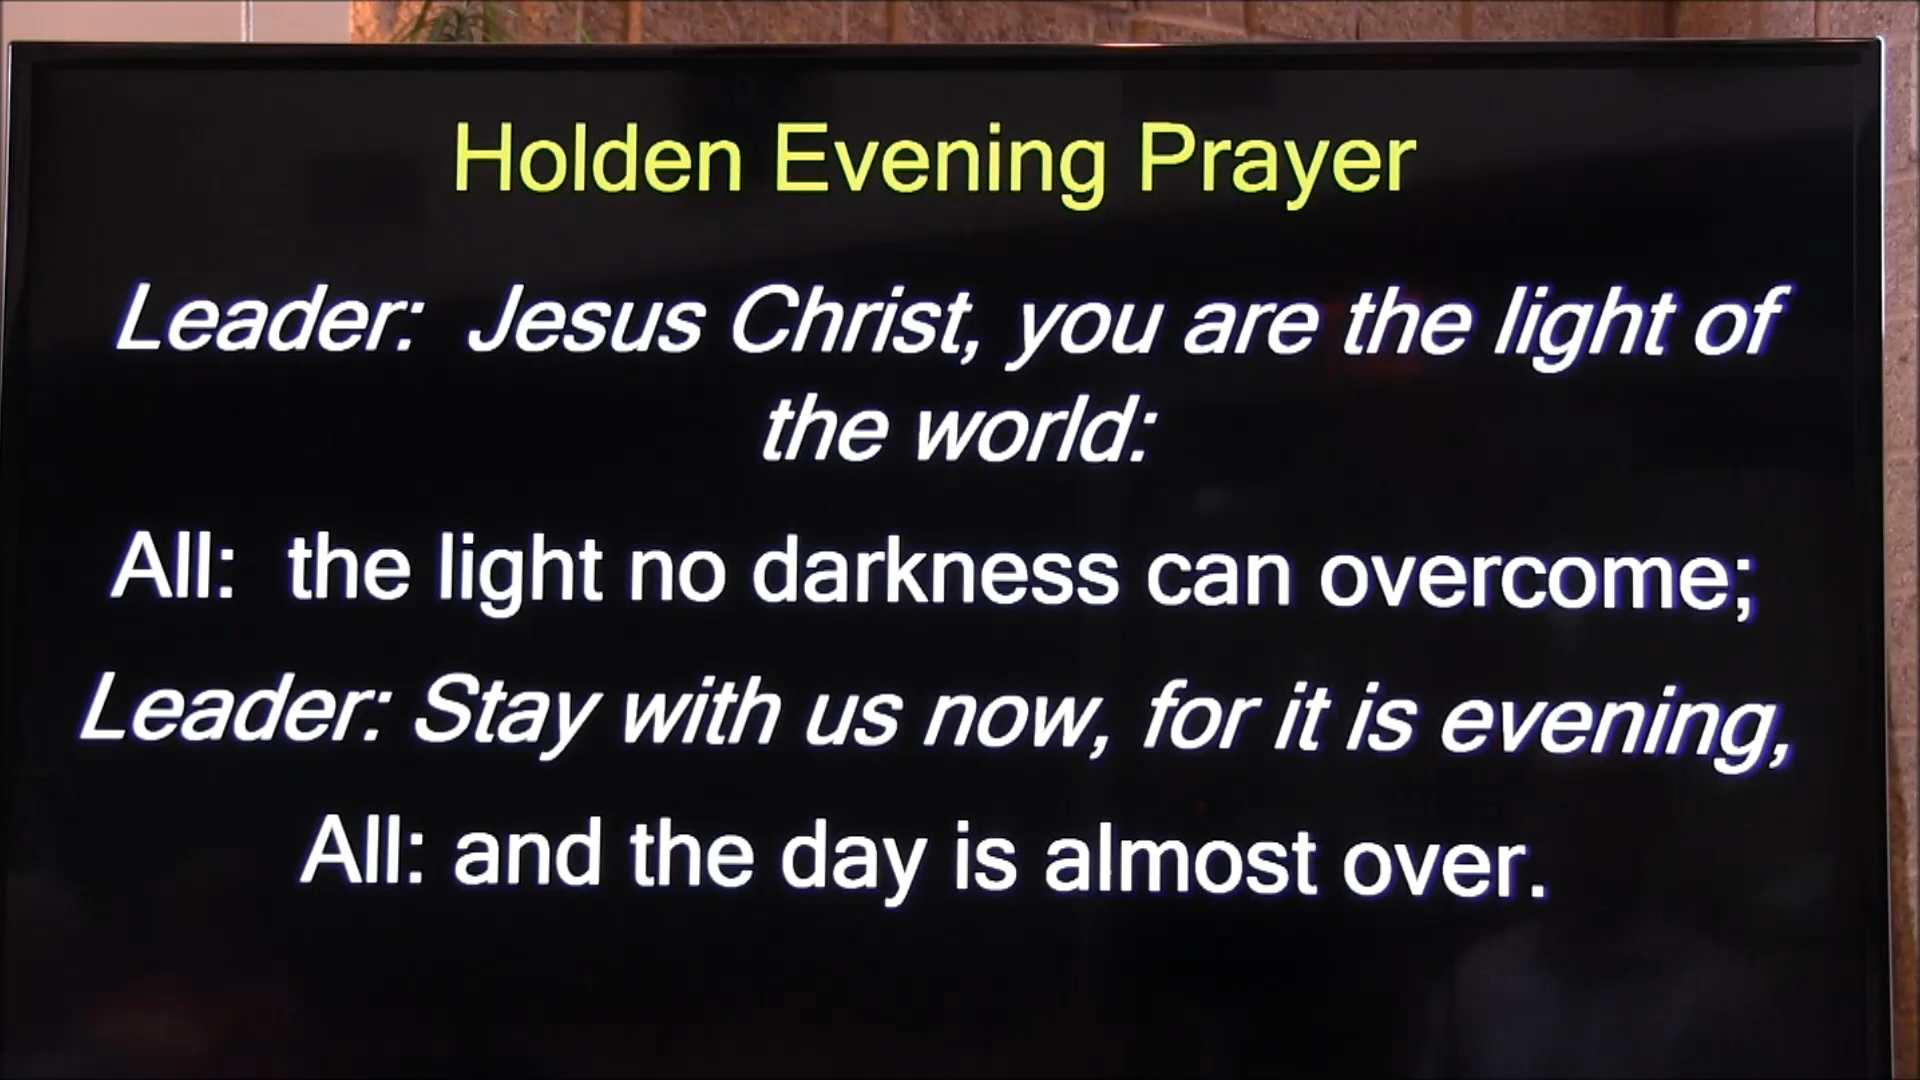 Holden Evening Prayer
Leader:  Jesus Christ, you are the light of
the world:
All:  the light no darkness can overcome;
Leader: Stay with us now, for it is evening,
All: and the day is almost over.